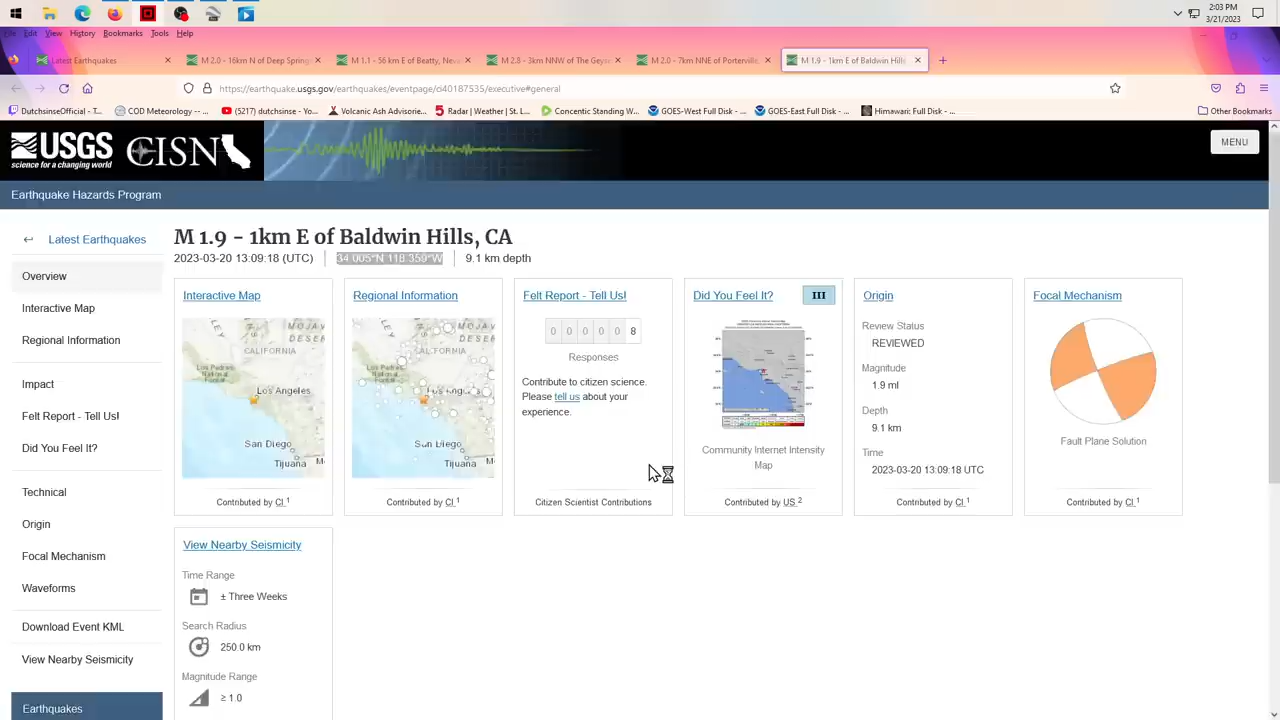 2:03 PM
3/21/2023
File Edit View History Bookmarks Tools Help
Latest Earthquakes
M 2.0 - 16km N of Deep Spring
M 1.1 - 56 km E of Beatty, Nev
M 2.8 - 3km NNW of The Geys
M 2.0 - 7km NNE of Porterville,
M 1.9 - 1km E of Baldwin Hills
https://earthquake.usgs.gov/earthquakes/eventpage/ci40187535/executive#general
DutchsinseOfficial - T...
COD Meteorology -- ...
(5217) dutchsinse - Yo...
Volcanic Ash Advisorie...
Radar | Weather | St. L...
Concentic Standing W...
GOES-West Full Disk - ...
GOES-East Full Disk - ...
Himawari: Full Disk - ...
Other Bookmarks
USGS
science for a changing world
CISN
MENU
Earthquake Hazards Program
Latest Earthquakes
Overview
Interactive Map
Regional Information
Impact
Felt Report - Tell Us!
Did You Feel It?
Technical
Origin
Focal Mechanism
Waveforms
Download Event KML
View Nearby Seismicity
Earthquakes
M 1.9 - 1km E of Baldwin Hills, CA
2023-03-20 13:09:18 (UTC) 34.005°N 118.359°W 9.1 km depth
Interactive Map
MOJAV
DESER
CALIFORNIA
Los Angeles
San Diego
Tijuana
Contributed by CI 1
Regional Information
CALIFORNIA
San Diego
Tijuana
Contributed by CI 1
Felt Report - Tell Us!
0 0 0 0 0 8
Responses
Contribute to citizen science.
Please tell us about your
experience.
Citizen Scientist Contributions
Did You Feel It?
III
Community Internet Intensity
Map
Contributed by US 2
Origin
Review Status
REVIEWED
Magnitude
1.9 ml
Depth
9.1 km
Time
2023-03-20 13:09:18 UTC
Contributed by CI 1
Focal Mechanism
Fault Plane Solution
Contributed by CI 1
View Nearby Seismicity
Time Range
± Three Weeks
Search Radius
250.0 km
Magnitude Range
≥ 1.0